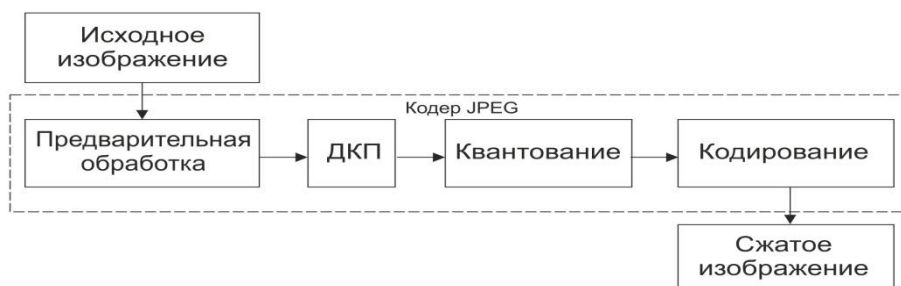 Исходное
изображение
Кодер JPEG
Предварительная
обработка
ДКП
Квантование
Кодирование
Сжатое
изображение